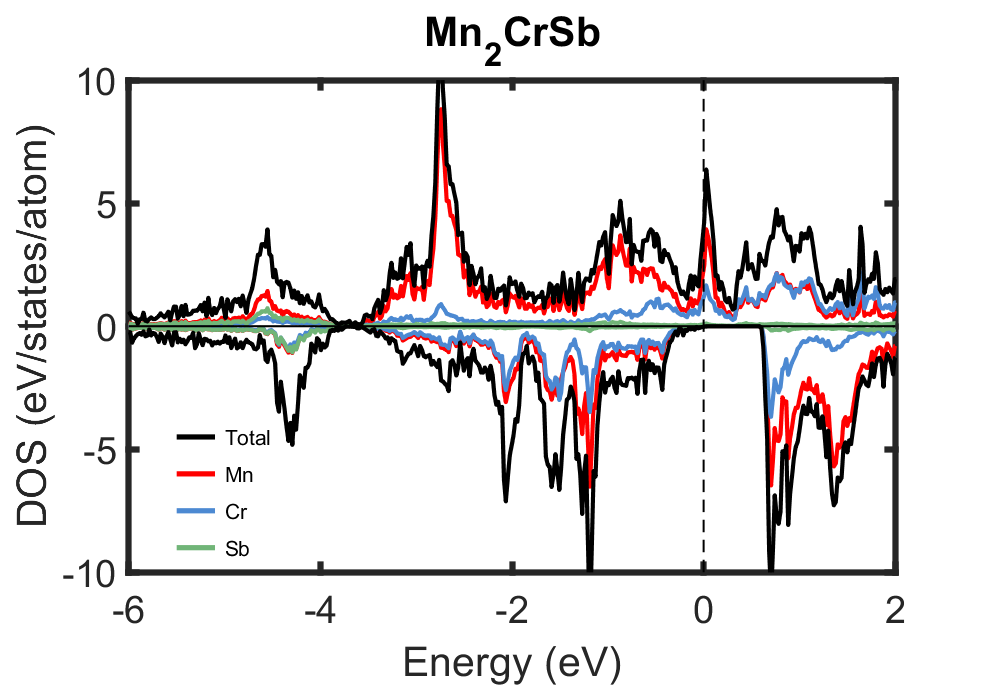 Mn2CrSb
10
5
0
-5
-10
DOS (eV/states/atom)
Total
Mn
Cr
Sb
-6 -4 -2 0 2
Energy (eV)